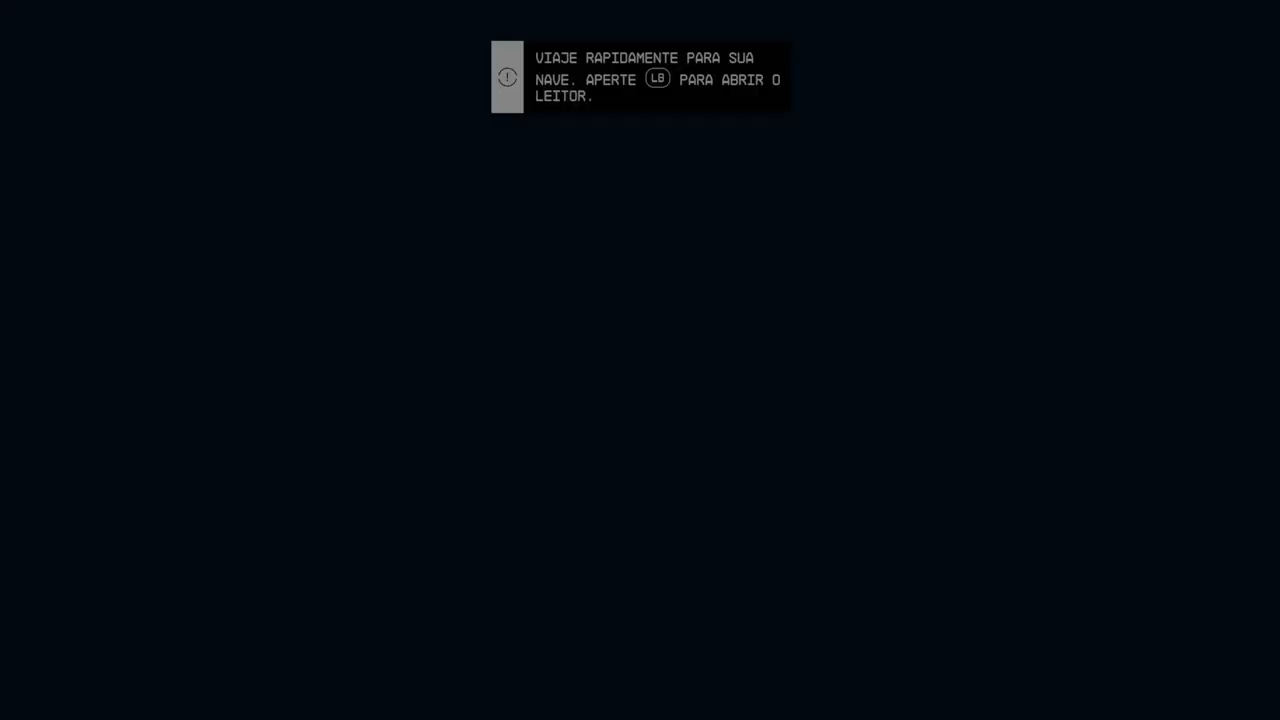 VIAJE RAPIDAMENTE PARA SUA
NAVE. APERTE LB PARA ABRIR O
LEITOR.